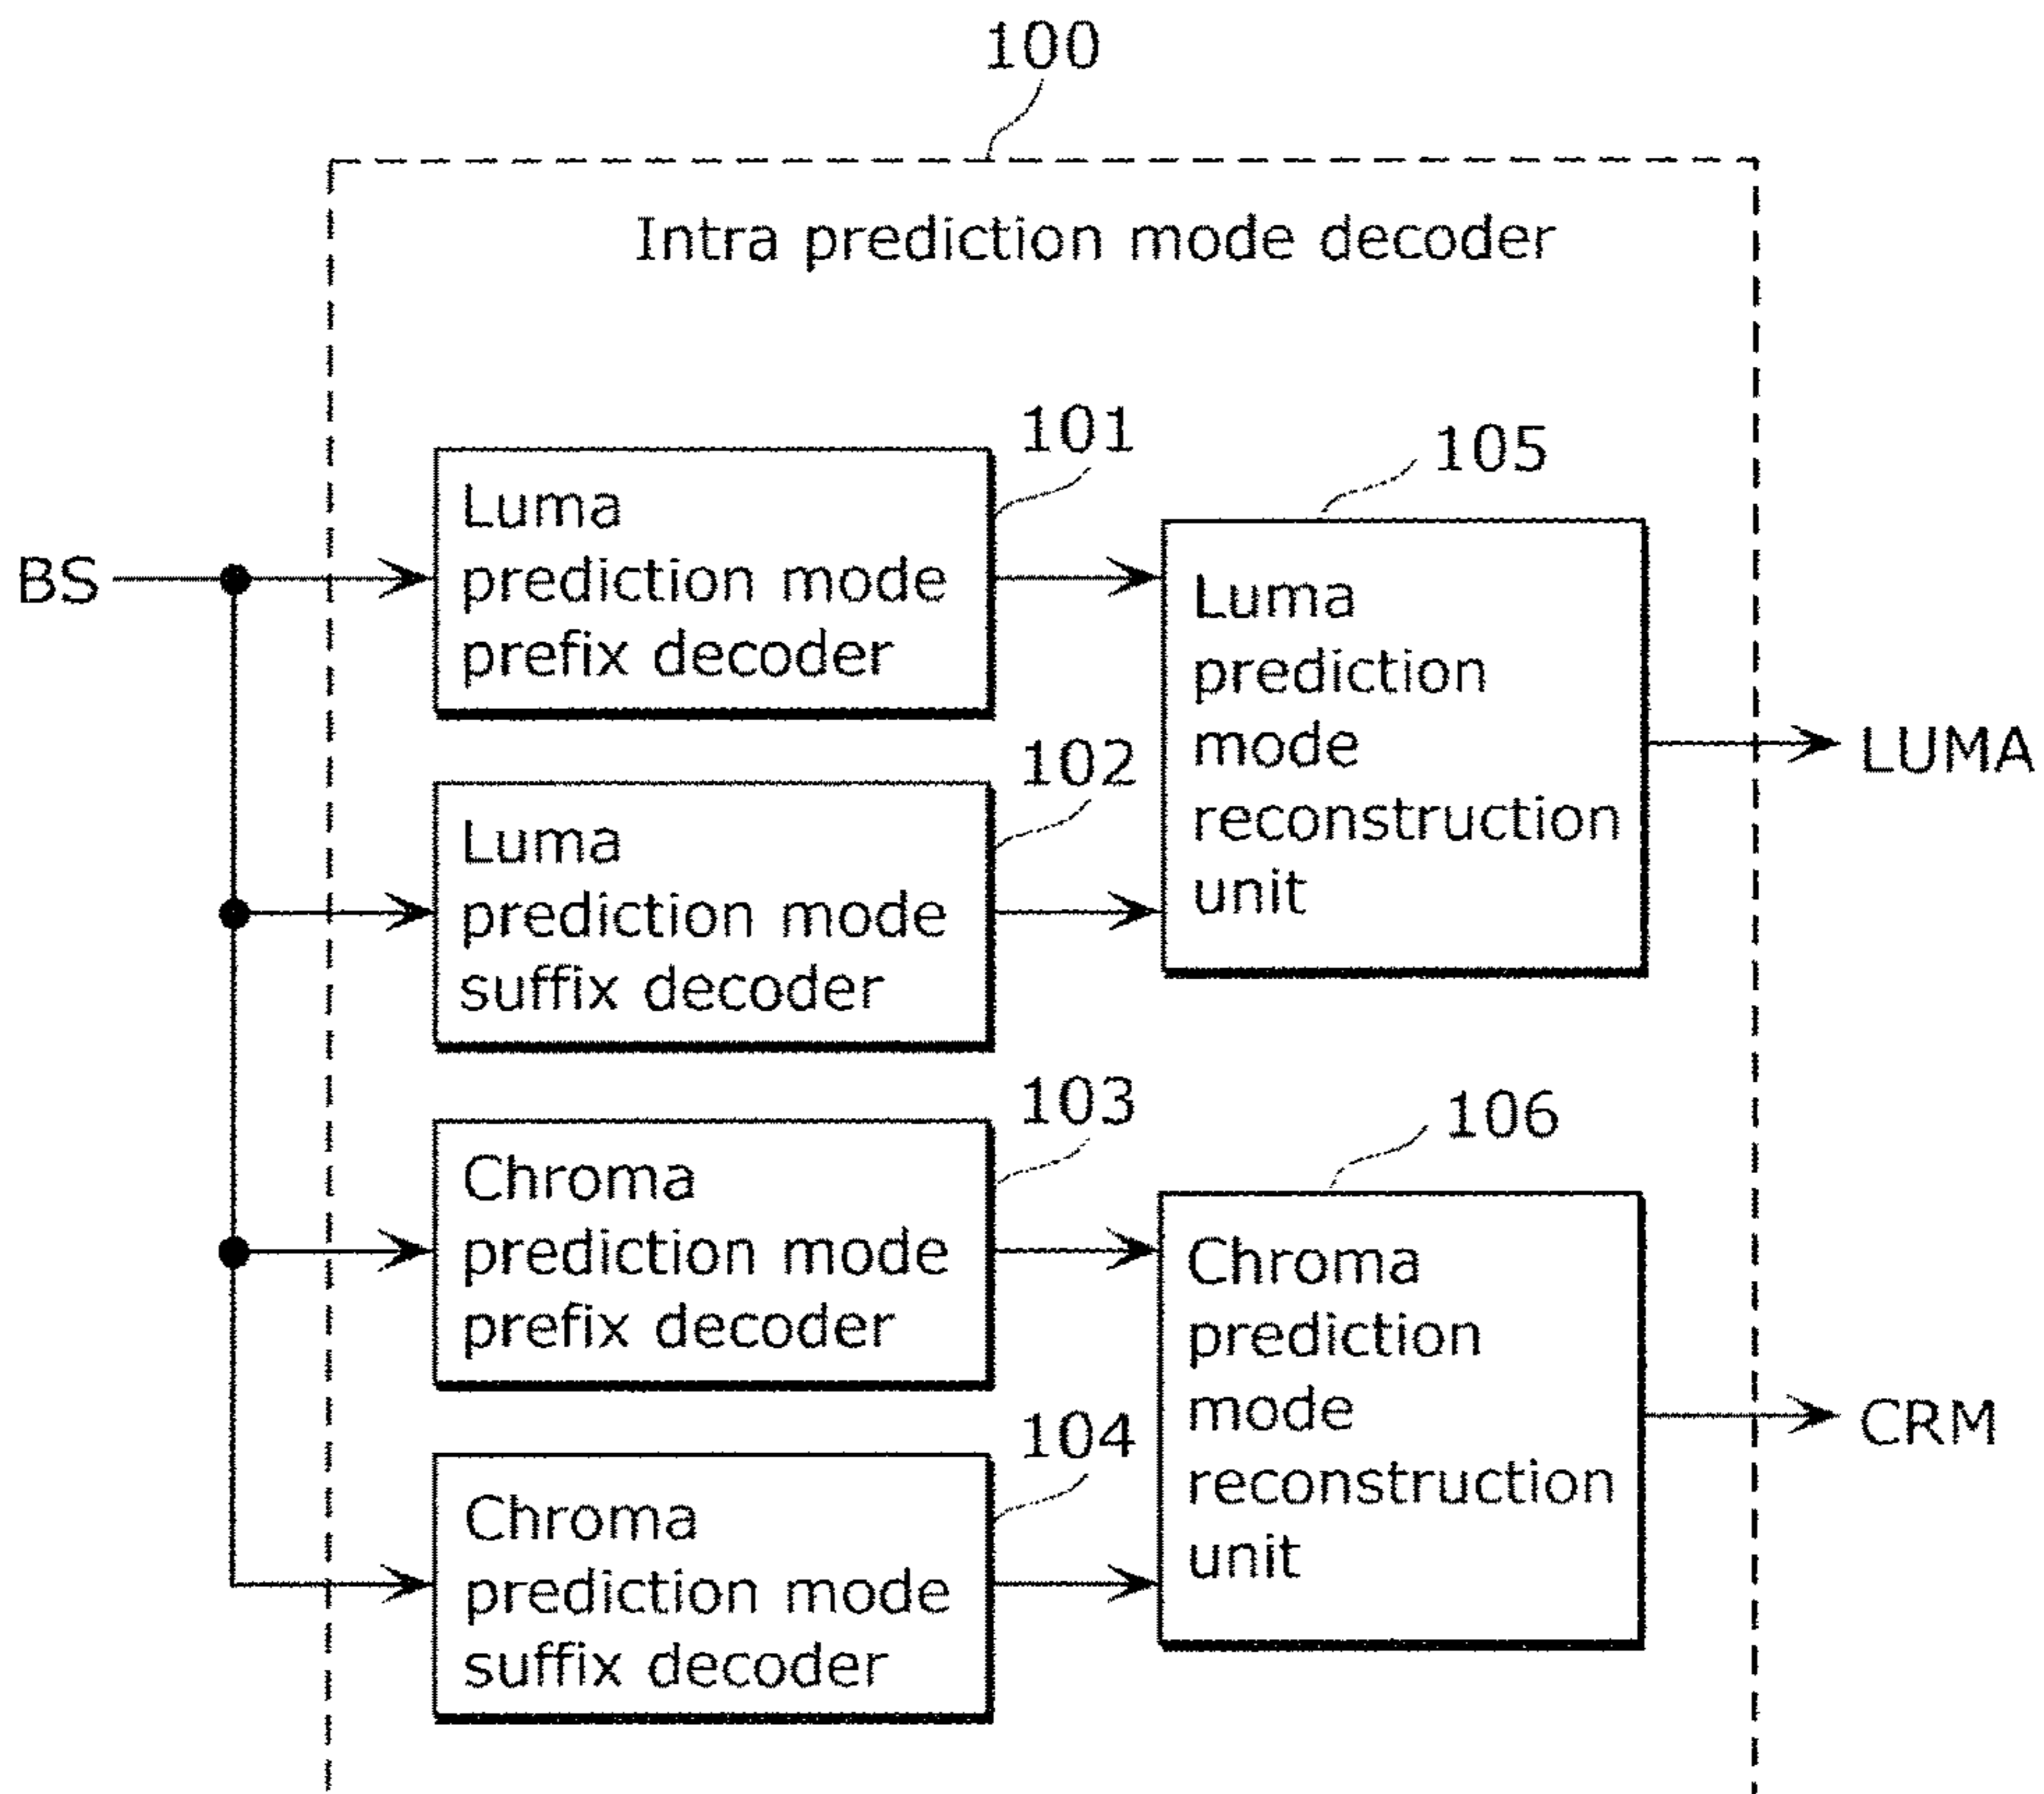 100
Intra prediction mode decoder
BS
101
Luma
prediction mode
prefix decoder
102
Luma
prediction mode
suffix decoder
103
Chroma
prediction mode
prefix decoder
104
Chroma
prediction mode
suffix decoder
105
Luma
prediction
mode
reconstruction
unit
LUMA
106
Chroma
prediction
mode
reconstruction
unit
CRM